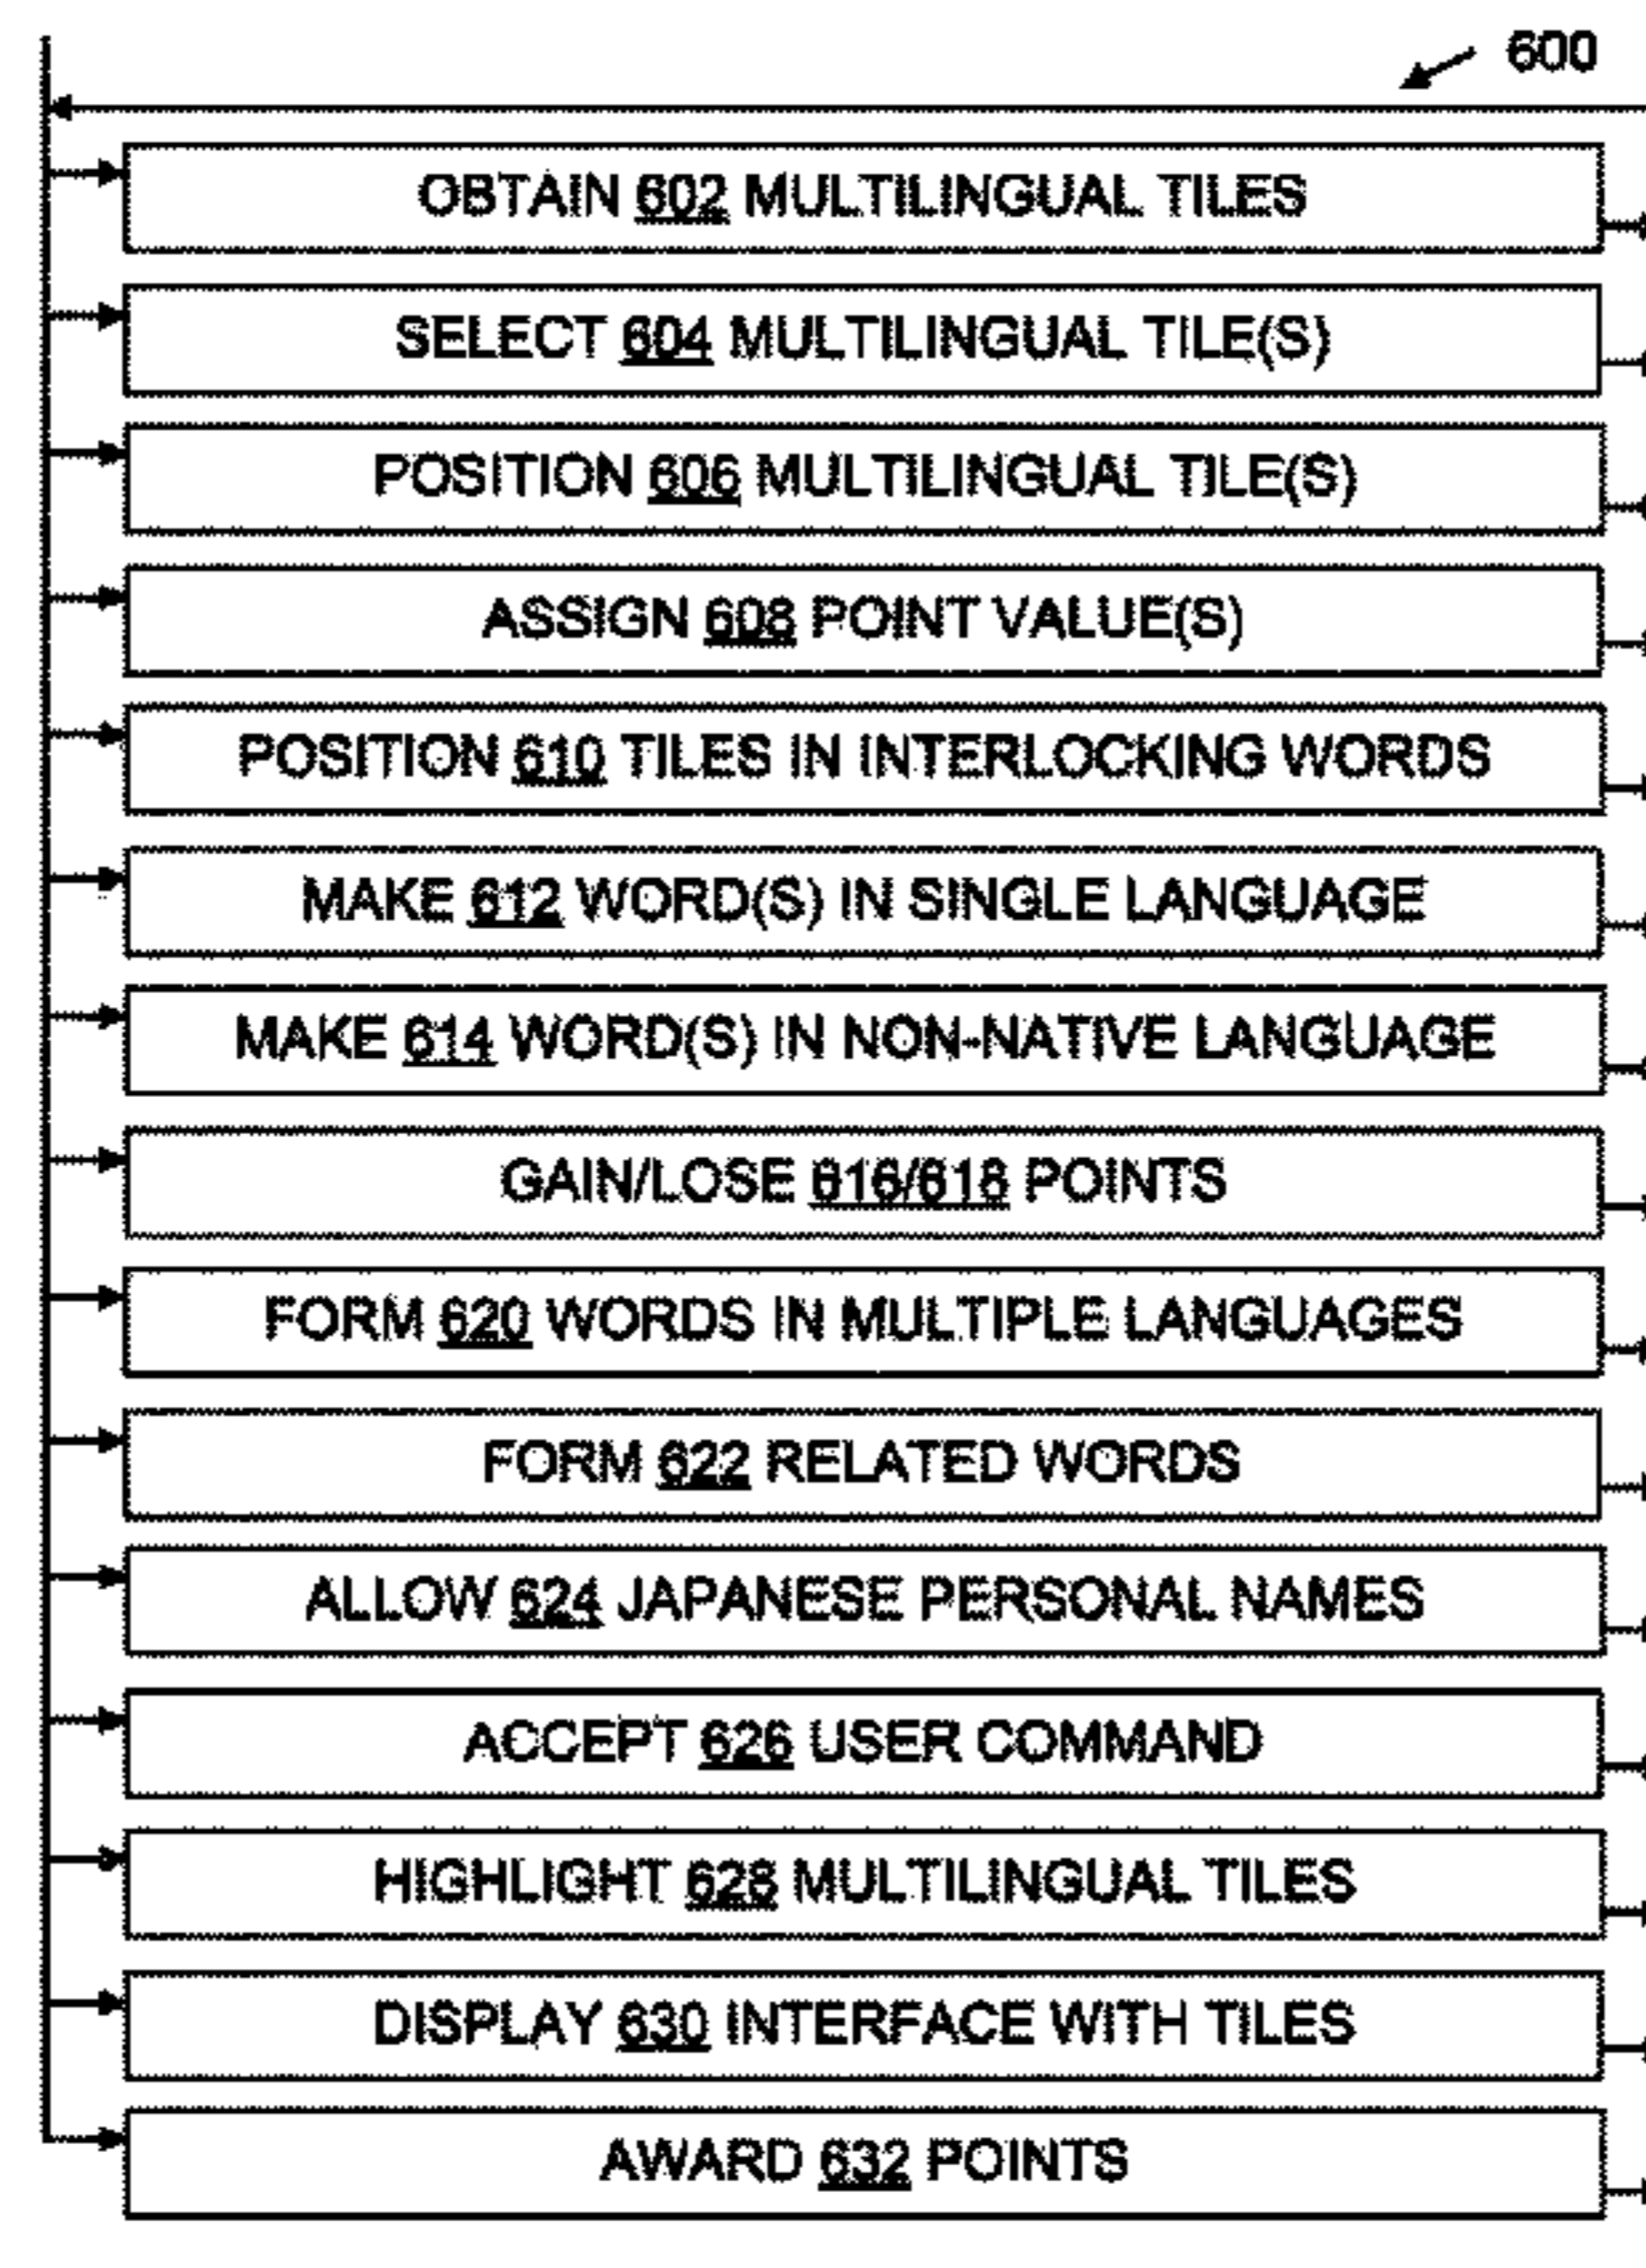 600
OBTAIN 602 MULTILINGUAL TILES
SELECT 604 MULTILINGUAL TILE(S)
POSITION 606 MULTILINGUAL TILE(S)
ASSIGN 608 POINT VALUE(S)
POSITION 610 TILES IN INTERLOCKING WORDS
MAKE 612 WORD(S) IN SINGLE LANGUAGE
MAKE 614 WORD(S) IN NON-NATIVE LANGUAGE
GAIN/LOSE 616/618 POINTS
FORM 620 WORDS IN MULTIPLE LANGUAGES
FORM 622 RELATED WORDS
ALLOW 624 JAPANESE PERSONAL NAMES
ACCEPT 626 USER COMMAND
HIGHLIGHT 628 MULTILINGUAL TILES
DISPLAY 630 INTERFACE WITH TILES
AWARD 632 POINTS